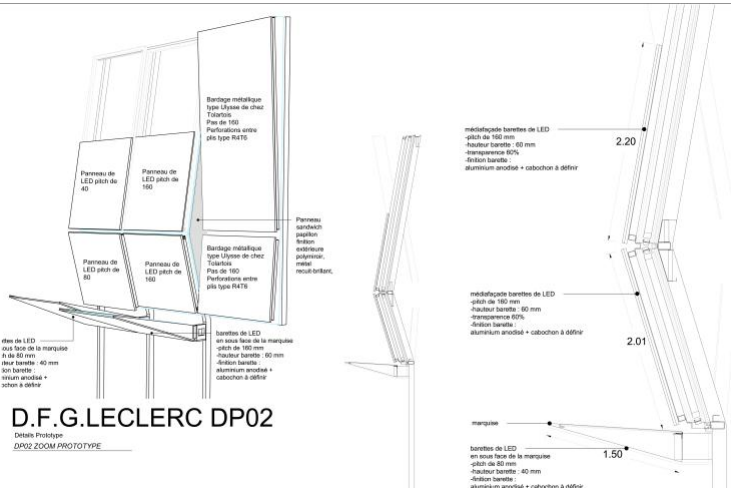 Bardage métallique
type Ulysse de chez
Tolartois
Pas de 160
Perforations entre
plis type R4T6
Panneau de
LED pitch de
40
Panneau de
LED pitch de
160
Panneau de
LED pitch de
80
Panneau de
LED pitch de
160
Bardage métallique
type Ulysse de chez
Tolartois
Pas de 160
Perforations entre
plis type R4T6
Panneau
sandwich
papillon
finition
extérieure
polymiroir,
métal
recuit-brillant,
ttes de LED
sous face de la marquise
h de 80 mm
teur barette : 40 mm
ion barette :
minium anodisé +
ochon à définir
barettes de LED
en sous face de la marquise
-pitch de 160 mm
-hauteur barette : 60 mm
-finition barette :
aluminium anodisé +
cabochon à définir
D.F.G.LECLERC DP02
Détails Prototype
DP02 ZOOM PROTOTYPE
médiafaçade barettes de LED
-pitch de 160 mm
-hauteur barette : 60 mm
-transparence 60%
-finition barette :
aluminium anodisé + cabochon à définir
2.20
médiafaçade barettes de LED
-pitch de 160 mm
-hauteur barette : 60 mm
-transparence 60%
-finition barette :
aluminium anodisé + cabochon à définir
2.01
marquise
barettes de LED
en sous face de la marquise
-pitch de 80 mm
-hauteur barette : 40 mm
-finition barette :
aluminium anodisé + cabochon à définir
1.50